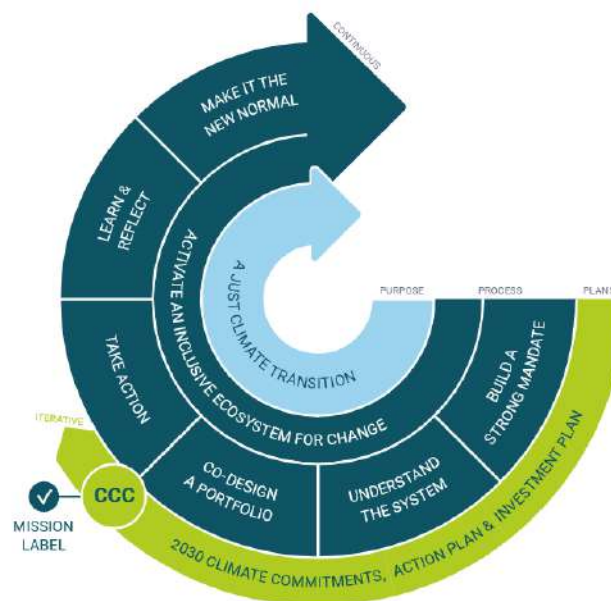 CONTINUOUS
MAKE IT THE
NEW NORMAL
LEARN &
REFLECT
ACTIVATE AN INCLUSIVE ECOSYSTEM FOR CHANGE
A JUST CLIMATE TRANSITION
PURPOSE
PROCESS
PLANS
BUILD A
STRONG MANDATE
TAKE ACTION
ITERATIVE
CO-DESIGN
A PORTFOLIO
UNDERSTAND
THE SYSTEM
CCC
MISSION
LABEL
2030 CLIMATE COMMITMENTS, ACTION PLAN & INVESTMENT PLAN